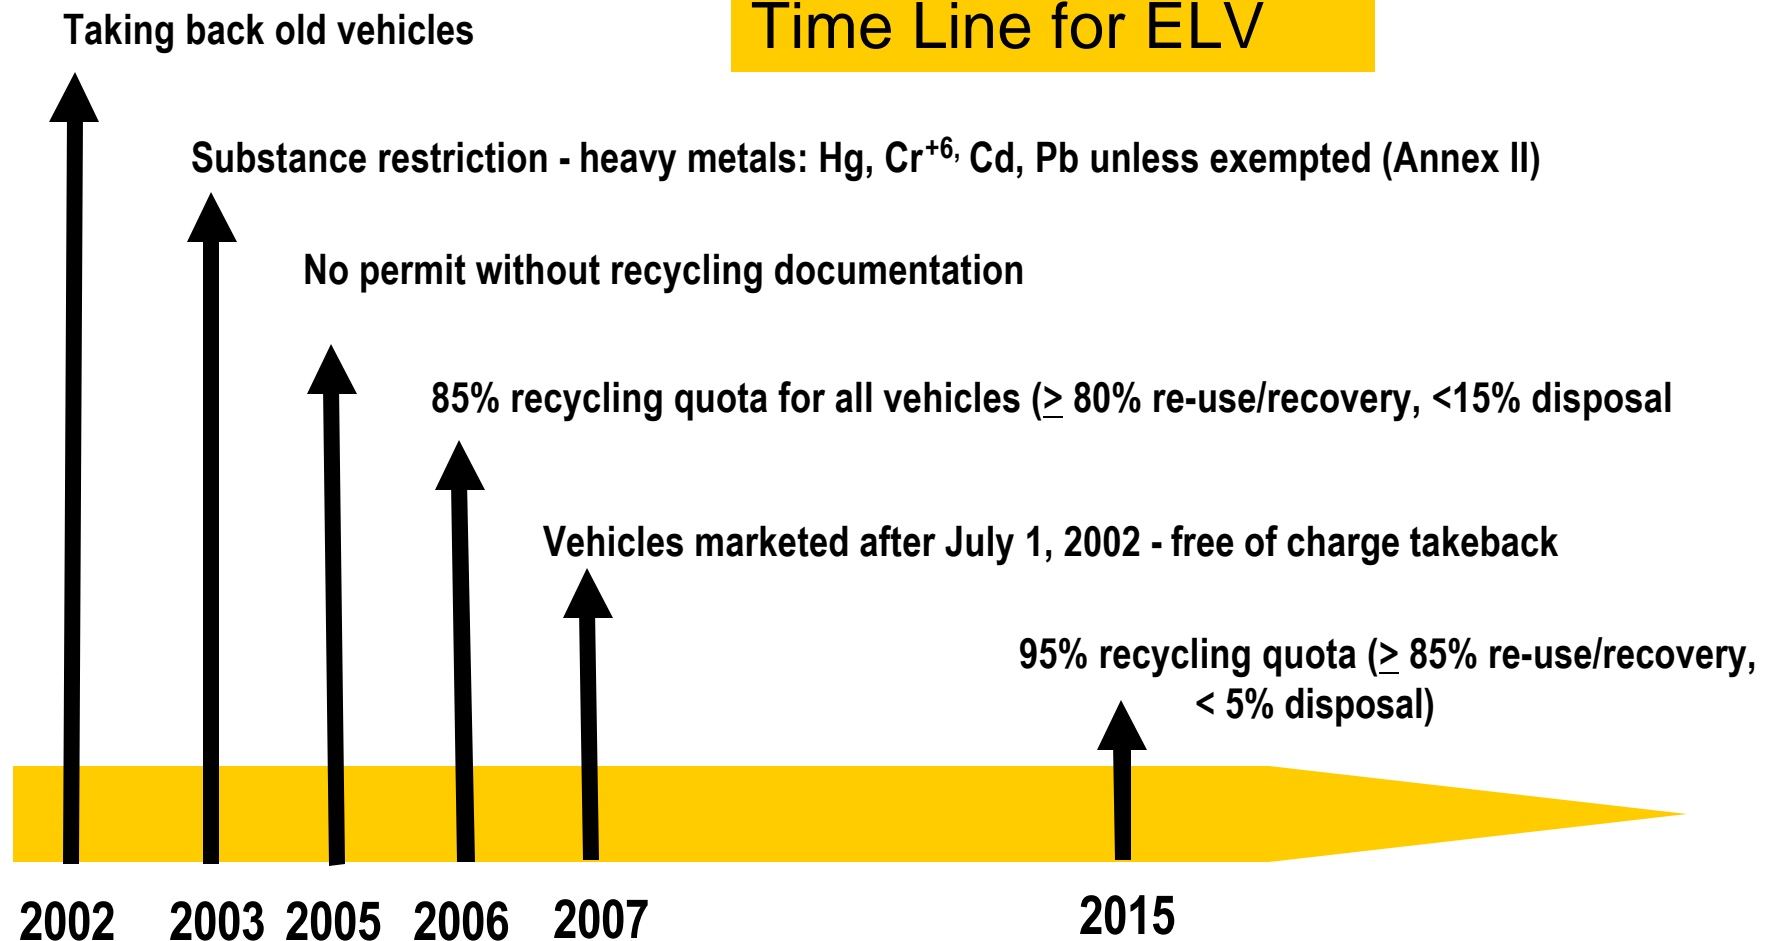 Time Line for ELV
Taking back old vehicles
Substance restriction - heavy metals: Hg, Cr+6, Cd, Pb unless exempted (Annex II)
No permit without recycling documentation
85% recycling quota for all vehicles (≥ 80% re-use/recovery, <15% disposal
Vehicles marketed after July 1, 2002 - free of charge takeback
95% recycling quota (≥ 85% re-use/recovery,
< 5% disposal)
2002 2003 2005 2006 2007 2015